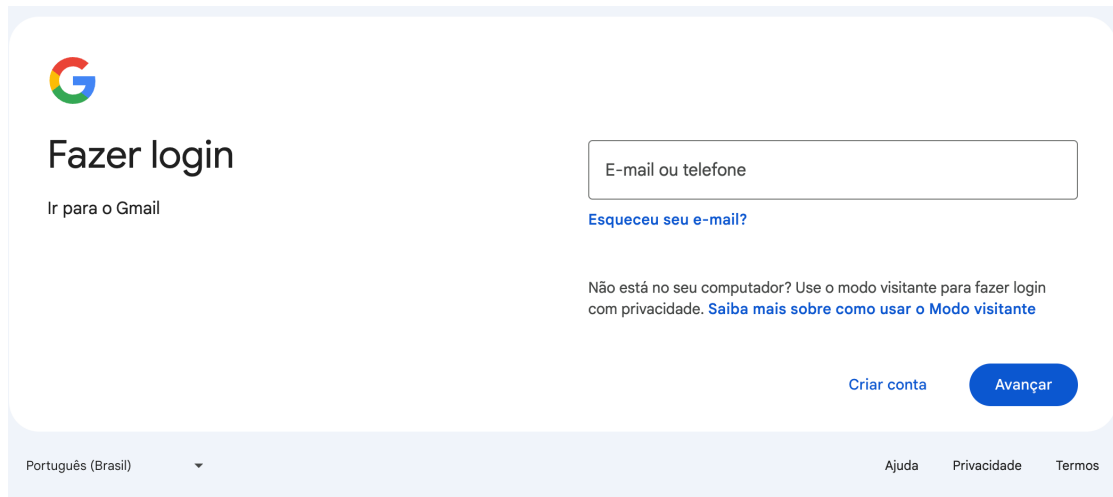 Fazer login
Ir para o Gmail
E-mail ou telefone
Esqueceu seu e-mail?
Não está no seu computador? Use o modo visitante para fazer login
com privacidade. Saiba mais sobre como usar o Modo visitante
Criar conta
Avançar
Português (Brasil)
Ajuda
Privacidade
Termos